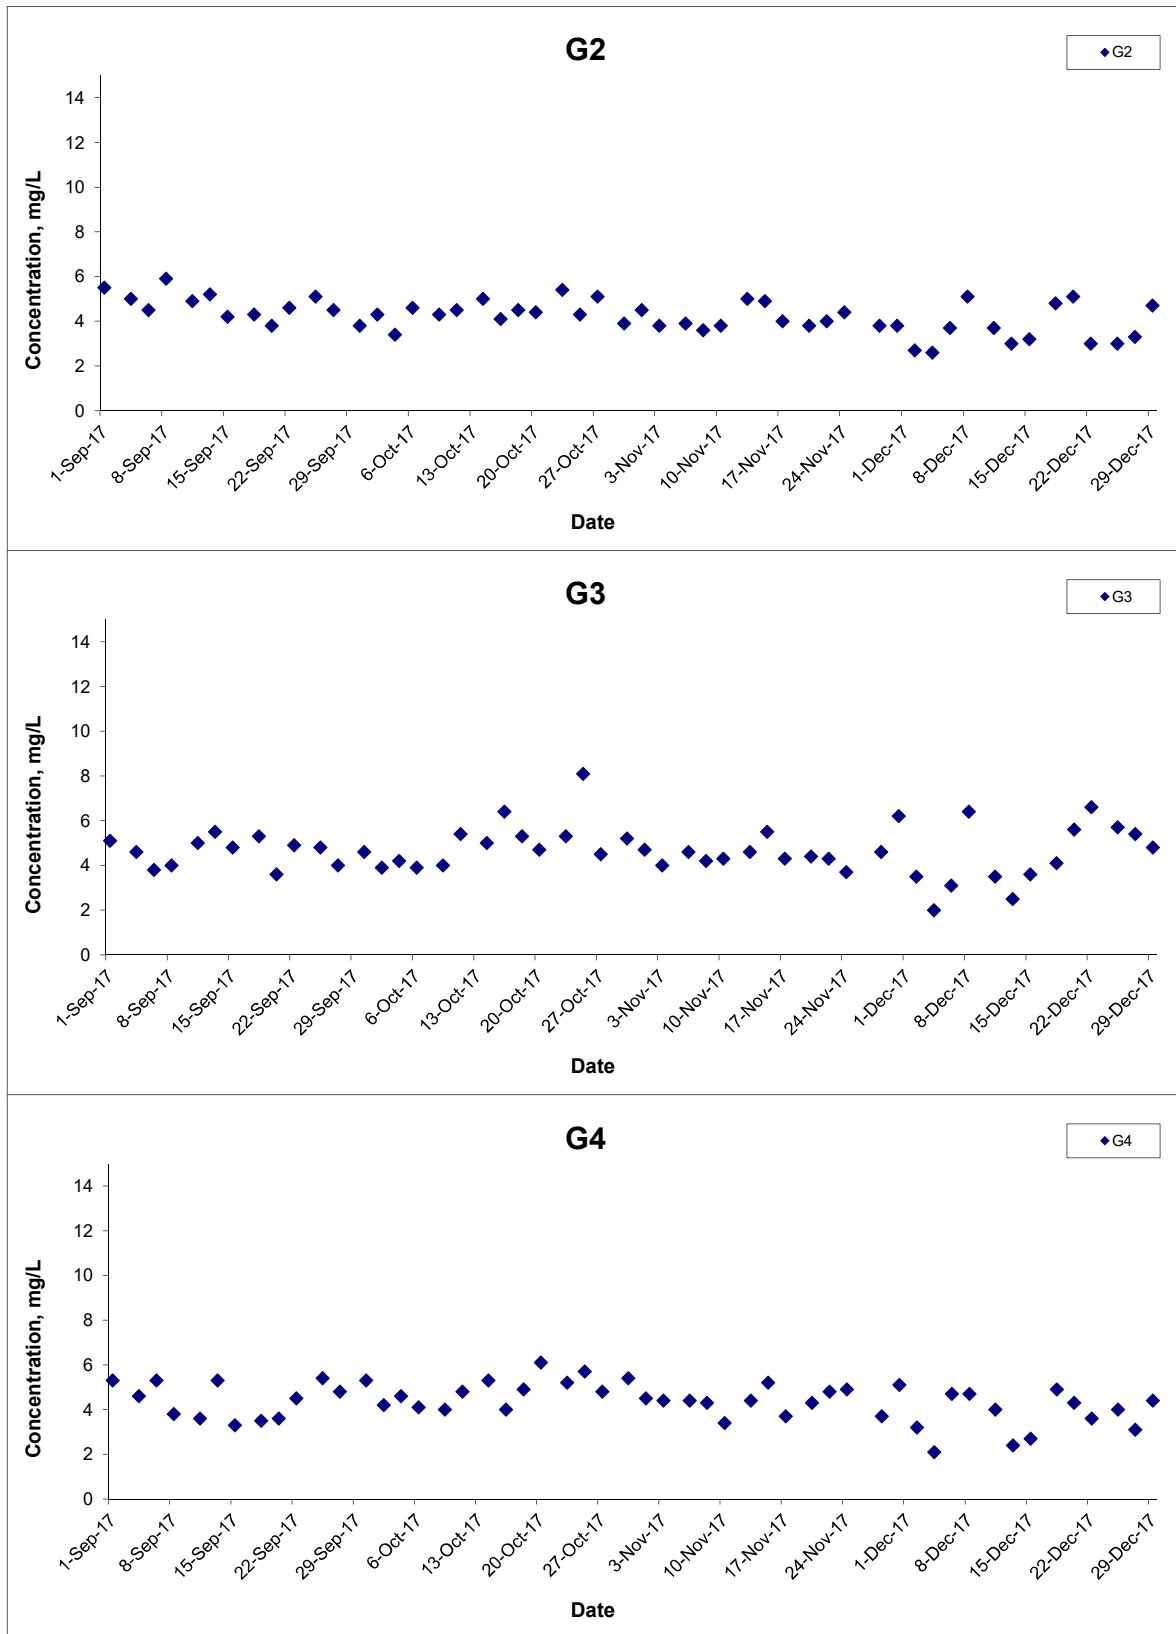 G2
G2
14
12
10
8
6
4
2
0
Concentration, mg/L
1-Sep-17 8-Sep-17 15-Sep-17 22-Sep-17 29-Sep-17 6-Oct-17 13-Oct-17 20-Oct-17 27-Oct-17 3-Nov-17 10-Nov-17 17-Nov-17 24-Nov-17 1-Dec-17 8-Dec-17 15-Dec-17 22-Dec-17 29-Dec-17
Date
G3
G3
14
12
10
8
6
4
2
0
Concentration, mg/L
1-Sep-17 8-Sep-17 15-Sep-17 22-Sep-17 29-Sep-17 6-Oct-17 13-Oct-17 20-Oct-17 27-Oct-17 3-Nov-17 10-Nov-17 17-Nov-17 24-Nov-17 1-Dec-17 8-Dec-17 15-Dec-17 22-Dec-17 29-Dec-17
Date
G4
G4
14
12
10
8
6
4
2
0
Concentration, mg/L
1-Sep-17 8-Sep-17 15-Sep-17 22-Sep-17 29-Sep-17 6-Oct-17 13-Oct-17 20-Oct-17 27-Oct-17 3-Nov-17 10-Nov-17 17-Nov-17 24-Nov-17 1-Dec-17 8-Dec-17 15-Dec-17 22-Dec-17 29-Dec-17
Date